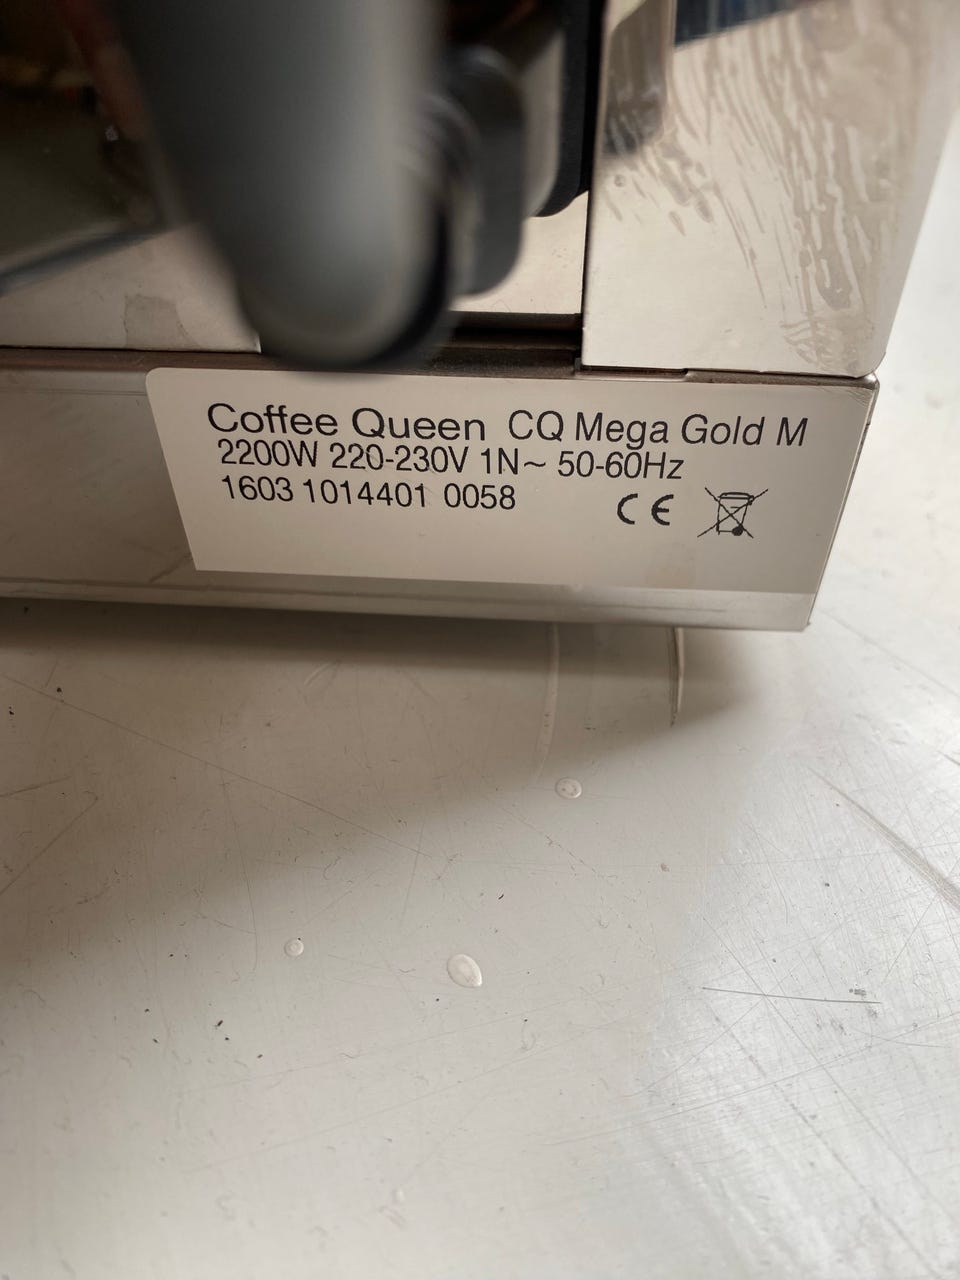 Coffee Queen CQ Mega Gold M
2200W 220-230V 1N~ 50-60Hz
1603 1014401 0058
CE